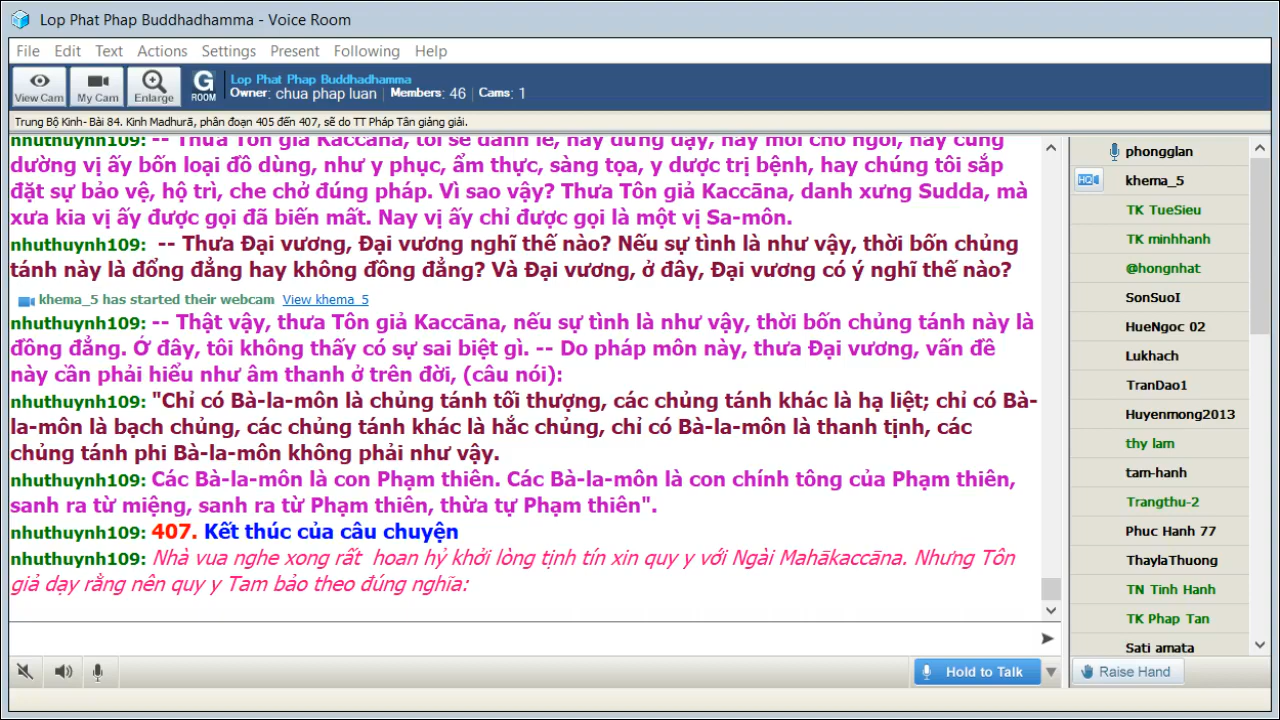 Lop Phat Phap Buddhadhamma - Voice Room
File Edit Text Actions Settings Present Following Help
View Cam My Cam Enlarge G ROOM
Lop Phat Phap Buddhadhamma
Owner: chua phap luan Members: 46 Cams: 1
Trung Bộ Kinh- Bài 84. Kinh Madhurā, phân đoạn 405 đến 407, sẽ do TT Pháp Tân giảng giải.
nhuthuynh109: -- Thưa Tôn giả Kaccāna, tôi sẽ đảnh lễ, hay đứng dậy, hay mời chỗ ngồi, hay cúng
dường vị ấy bốn loại đồ dùng, như y phục, ẩm thực, sàng tọa, y dược trị bệnh, hay chúng tôi sắp
đặt sự bảo vệ, hộ trì, che chở đúng pháp. Vì sao vậy? Thưa Tôn giả Kaccāna, danh xưng Sudda, mà
xưa kia vị ấy được gọi đã biến mất. Nay vị ấy chỉ được gọi là một vị Sa-môn.
nhuthuynh109: -- Thưa Đại vương, Đại vương nghĩ thế nào? Nếu sự tình là như vậy, thời bốn chủng
tánh này là đồng đẳng hay không đồng đẳng? Và Đại vương, ở đây, Đại vương có ý nghĩ thế nào?
khema_5 has started their webcam View khema_5
nhuthuynh109: -- Thật vậy, thưa Tôn giả Kaccāna, nếu sự tình là như vậy, thời bốn chủng tánh này là
đồng đẳng. Ở đây, tôi không thấy có sự sai biệt gì. -- Do pháp môn này, thưa Đại vương, vấn đề
này cần phải hiểu như âm thanh ở trên đời, (câu nói):
nhuthuynh109: "Chỉ có Bà-la-môn là chủng tánh tối thượng, các chủng tánh khác là hạ liệt; chỉ có Bà-
la-môn là bạch chủng, các chủng tánh khác là hắc chủng, chỉ có Bà-la-môn là thanh tịnh, các
chủng tánh phi Bà-la-môn không phải như vậy.
nhuthuynh109: Các Bà-la-môn là con Phạm thiên. Các Bà-la-môn là con chính tông của Phạm thiên,
sanh ra từ miệng, sanh ra từ Phạm thiên, thừa tự Phạm thiên".
nhuthuynh109: 407. Kết thúc của câu chuyện
nhuthuynh109: Nhà vua nghe xong rất hoan hỷ khởi lòng tịnh tín xin quy y với Ngài Mahākaccāna. Nhưng Tôn
giả dạy rằng nên quy y Tam bảo theo đúng nghĩa:
phongglan
HQ khema_5
TK TueSieu
TK minhhanh
@hongnhat
SonSuoI
HueNgoc 02
Lukhach
TranDao1
Huyenmong2013
thy lam
tam-hanh
Trangthu-2
Phuc Hanh 77
ThaylaThuong
TN Tinh Hanh
TK Phap Tan
Sati amata
Hold to Talk
Raise Hand